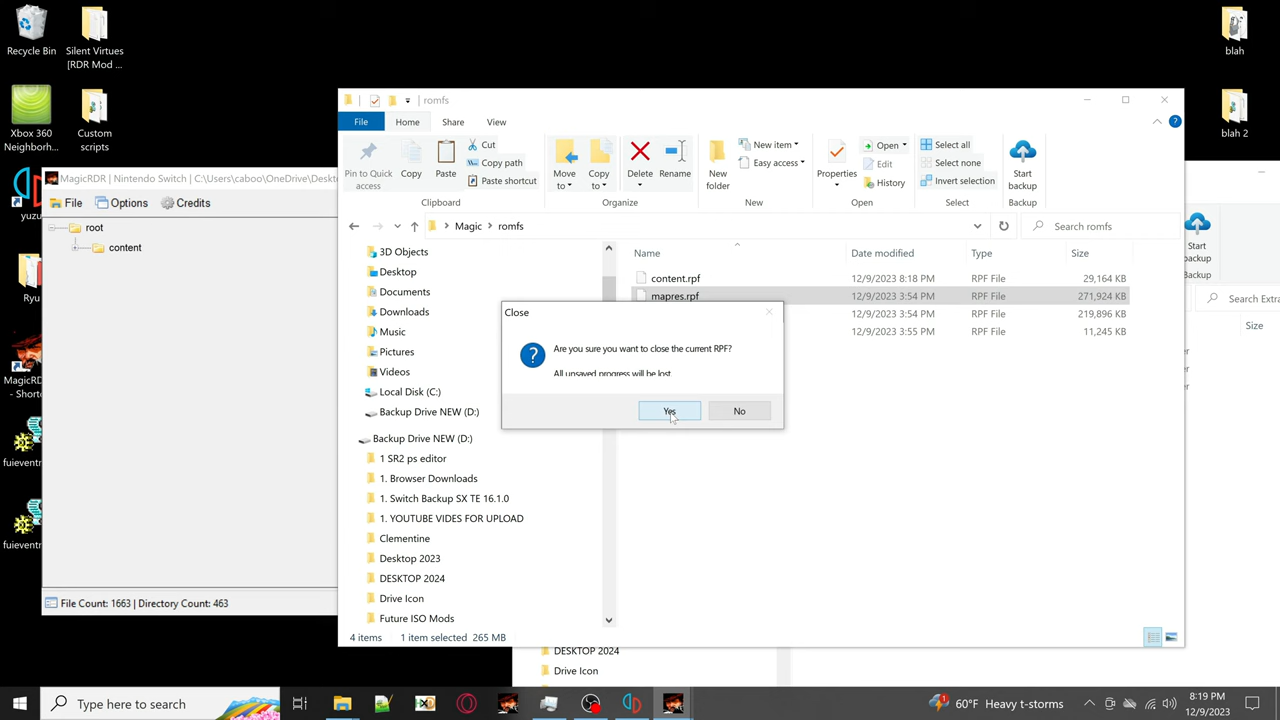 Recycle Bin
Silent Virtues
[RDR Mod ...
blah
Xbox 360
Neighborh...
Custom
scripts
blah 2
romfs
File
Home
Share
View
Pin to Quick
access
Copy
Paste
Cut
Copy path
Paste shortcut
Clipboard
Move
to
Copy
to
Delete
Rename
Organize
New
folder
New item
Easy access
New
Properties
Open
Edit
History
Open
Select all
Select none
Invert selection
Select
Start
backup
Backup
MagicRDR | Nintendo Switch | C:\Users\caboo\OneDrive\Deskto
File
Options
Credits
root
content
yuzu
Ryu
MagicRD
- Shortc
fuieventr
fuieventr
Magic
romfs
Search romfs
Start
backup
Backup
Search Extra
Size
3D Objects
Desktop
Documents
Downloads
Music
Pictures
Videos
Local Disk (C:)
Backup Drive NEW (D:)
Backup Drive NEW (D:)
1 SR2 ps editor
1. Browser Downloads
1. Switch Backup SX TE 16.1.0
1. YOUTUBE VIDES FOR UPLOAD
Clementine
Desktop 2023
DESKTOP 2024
Drive Icon
Future ISO Mods
Name
Date modified
Type
Size
content.rpf 12/9/2023 8:18 PM RPF File 29,164 KB
mapres.rpf 12/9/2023 3:54 PM RPF File 271,924 KB
12/9/2023 3:54 PM RPF File 219,896 KB
12/9/2023 3:55 PM RPF File 11,245 KB
Close
Are you sure you want to close the current RPF?
All unsaved progress will be lost
Yes
No
File Count: 1663 | Directory Count: 463
4 items
1 item selected 265 MB
DESKTOP 2024
Drive Icon
Type here to search
1
60°F Heavy t-storms
8:19 PM
12/9/2023